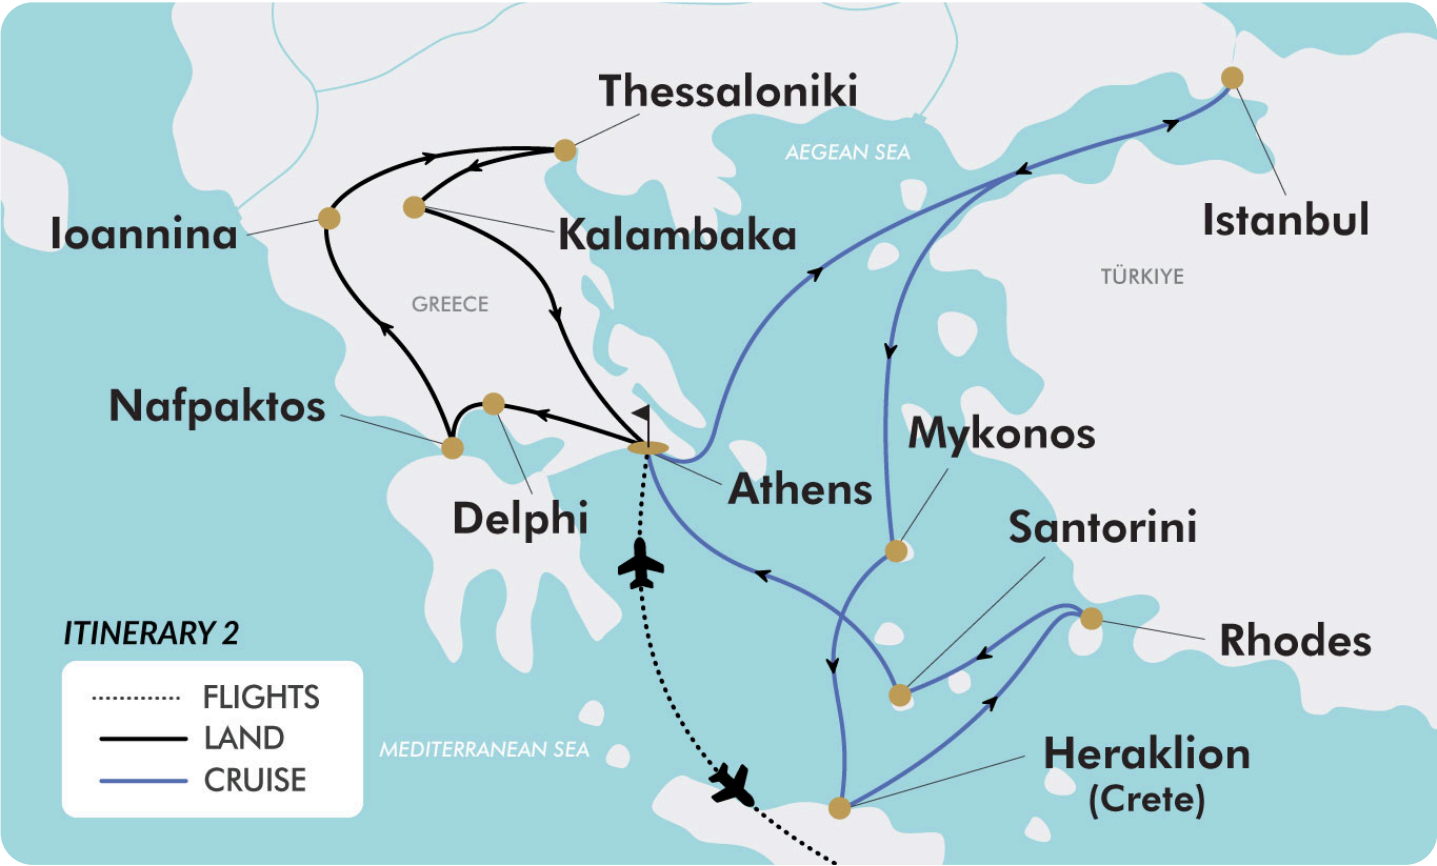 Thessaloniki
AEGEAN SEA
Istanbul
Ioannina
Kalambaka
TÜRKIYE
GREECE
Nafpaktos
Mykonos
Athens
Delphi
Santorini
ITINERARY 2
Rhodes
FLIGHTS
LAND
CRUISE
MEDITERRANEAN SEA
Heraklion
(Crete)